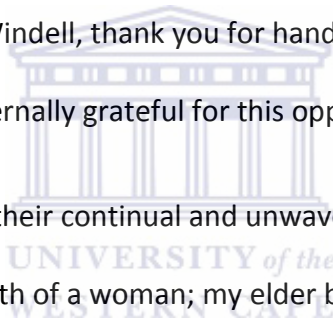 Windell, thank you for hand
ernally grateful for this opp
their continual and unwav
UNIVERSITY of the
th of a woman; my elder b
WESTERN CAPE